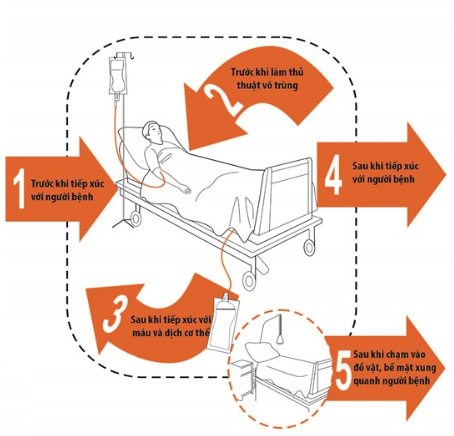 1
Trước khi tiếp xúc
với người bệnh
2
Trước khi làm thủ
thuật vô trùng
3
Sau khi tiếp xúc với
máu và dịch cơ thể
4
Sau khi tiếp xúc
với người bệnh
5
Sau khi chạm vào
đồ vật, bề mặt xung
quanh người bệnh